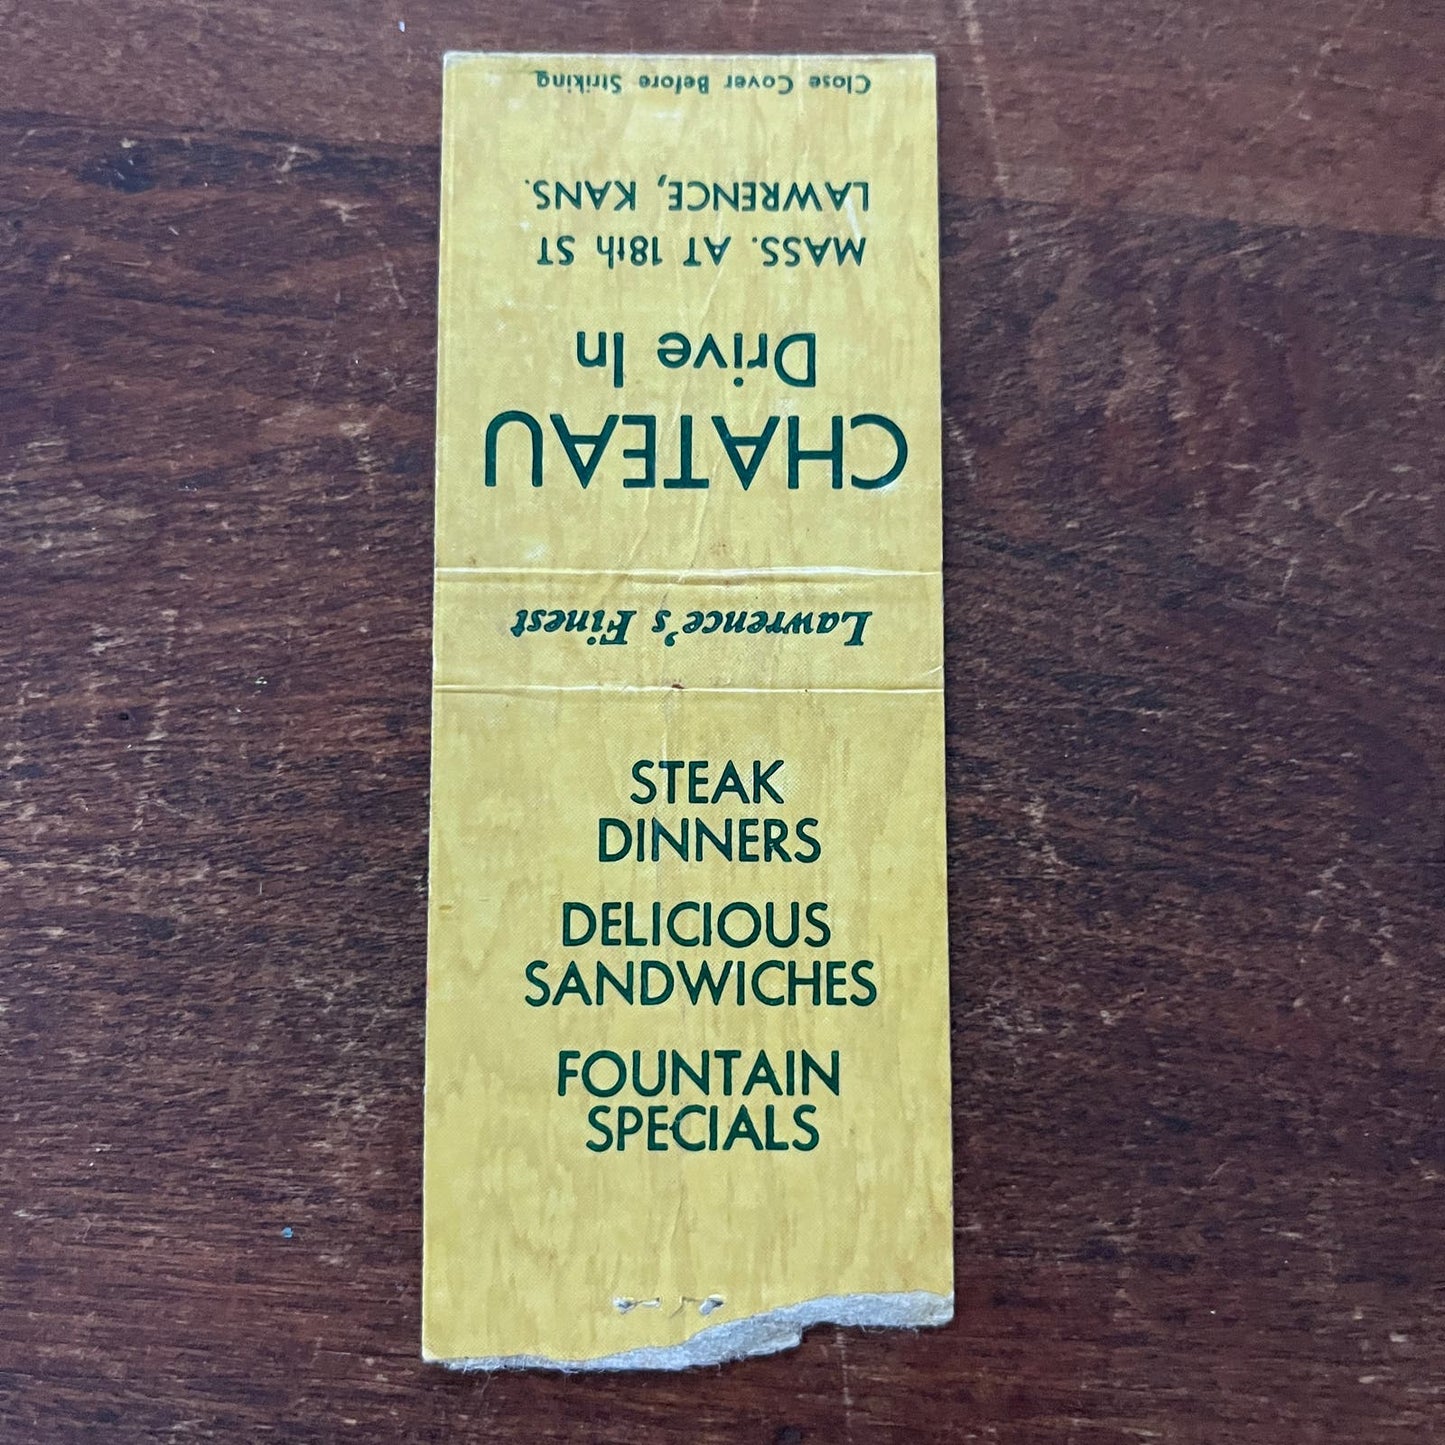 CHATEAU
Drive In
MASS. AT 18th ST
LAWRENCE, KANS.
Close Cover Before Striking
Lawrence's Finest
STEAK
DINNERS
DELICIOUS
SANDWICHES
FOUNTAIN
SPECIALS